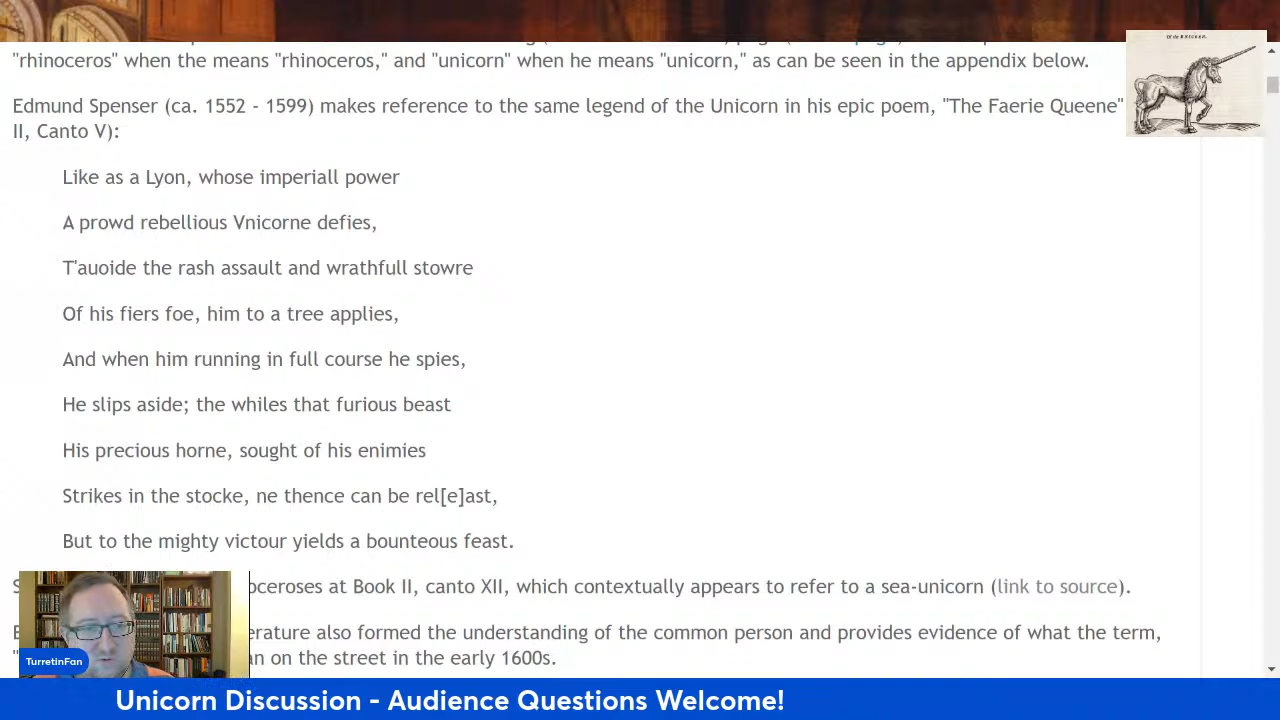 Of the UNICORN.
"rhinoceros" when the means "rhinoceros," and "unicorn" when he means "unicorn," as can be seen in the appendix below.
Edmund Spenser (ca. 1552 - 1599) makes reference to the same legend of the Unicorn in his epic poem, "The Faerie Queene"
II, Canto V):
Like as a Lyon, whose imperiall power
A prowd rebellious Vnicorne defies,
T'auoide the rash assault and wrathfull stowre
Of his fiers foe, him to a tree applies,
And when him running in full course he spies,
He slips aside; the whiles that furious beast
His precious horne, sought of his enimies
Strikes in the stocke, ne thence can be rel[e]ast,
But to the mighty victour yields a bounteous feast.
at Book II, canto XII, which contextually appears to refer to a sea-unicorn (link to source).
also formed the understanding of the common person and provides evidence of what the term,
on the street in the early 1600s.
TurretinFan
Unicorn Discussion - Audience Questions Welcome!